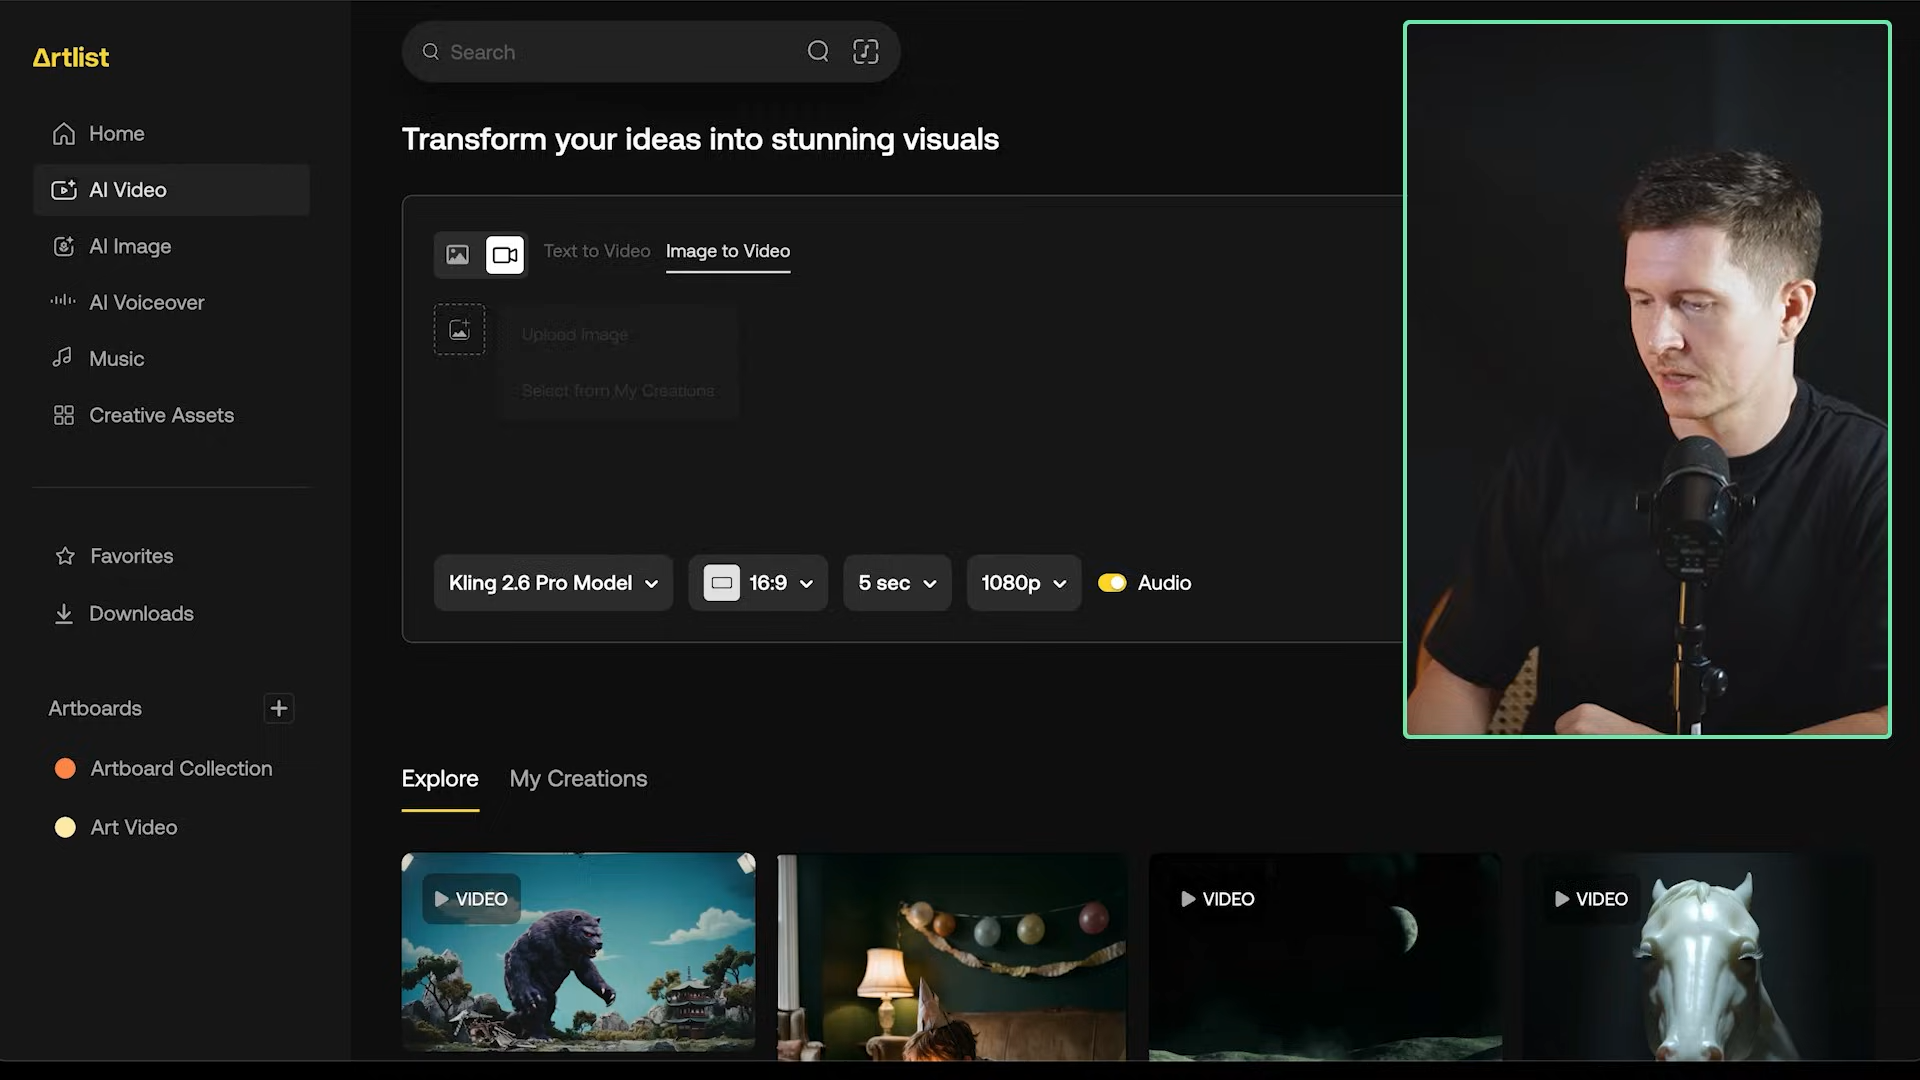 Artlist
Home
AI Video
AI Image
AI Voiceover
Music
Creative Assets
Favorites
Downloads
Artboards
Artboard Collection
Art Video
Search
Transform your ideas into stunning visuals
Text to Video
Image to Video
Upload Image
Select from My Creations
Kling 2.6 Pro Model
16:9
5 sec
1080p
Audio
Explore
My Creations
VIDEO
VIDEO
VIDEO